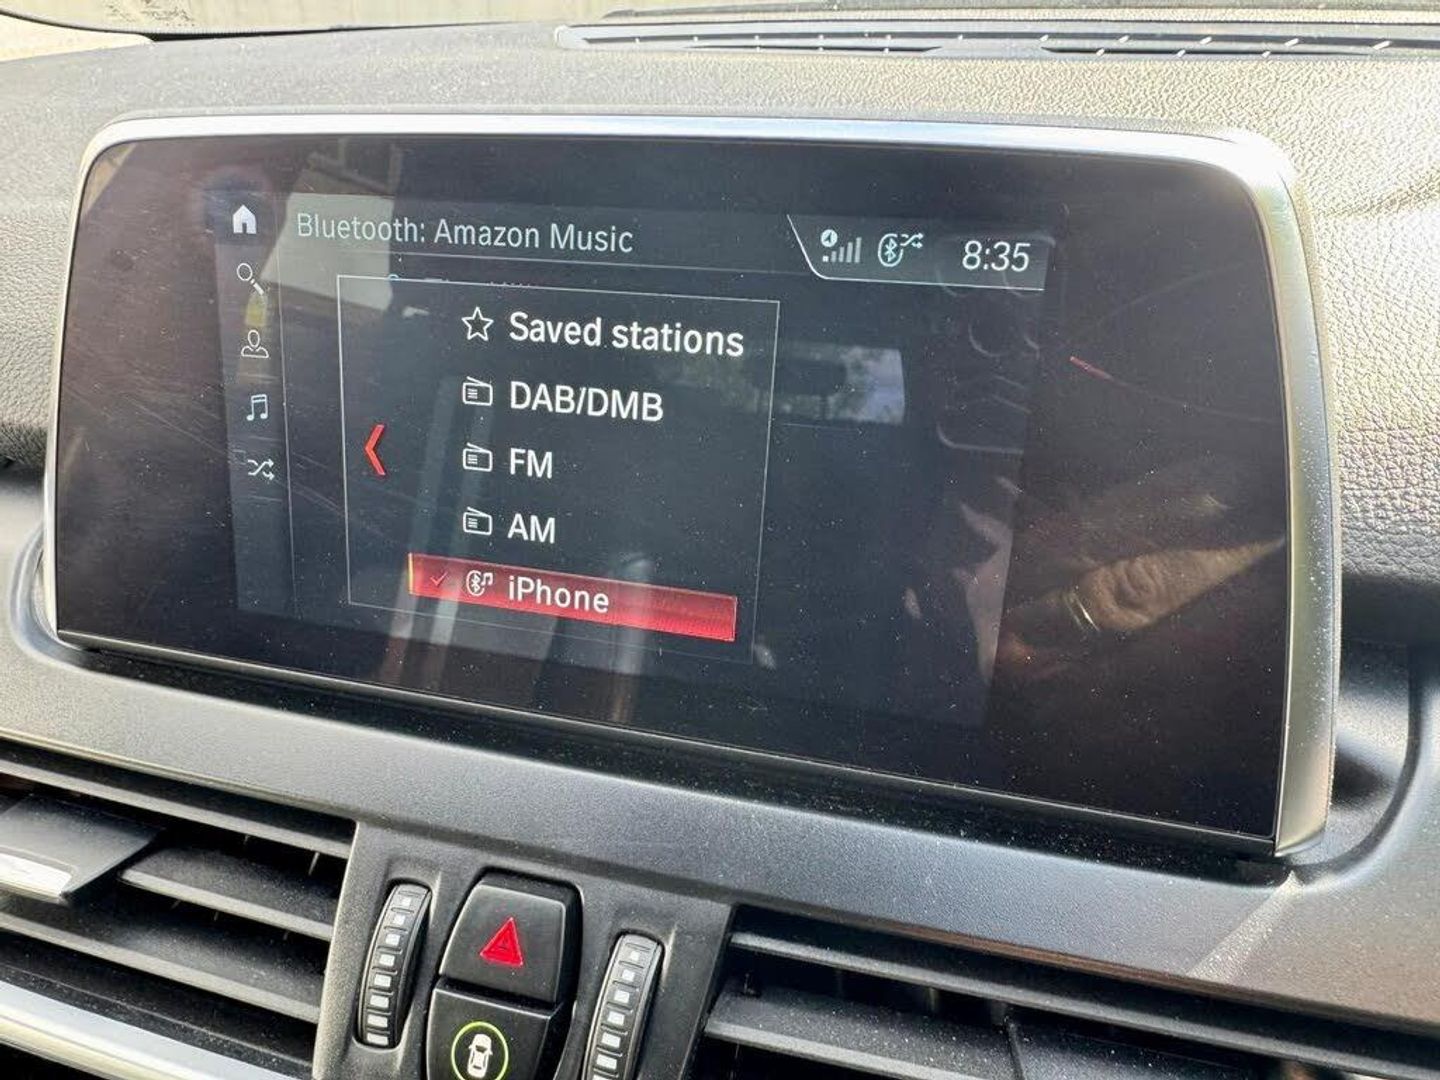 Bluetooth: Amazon Music
8:35
Saved stations
DAB/DMB
FM
AM
iPhone